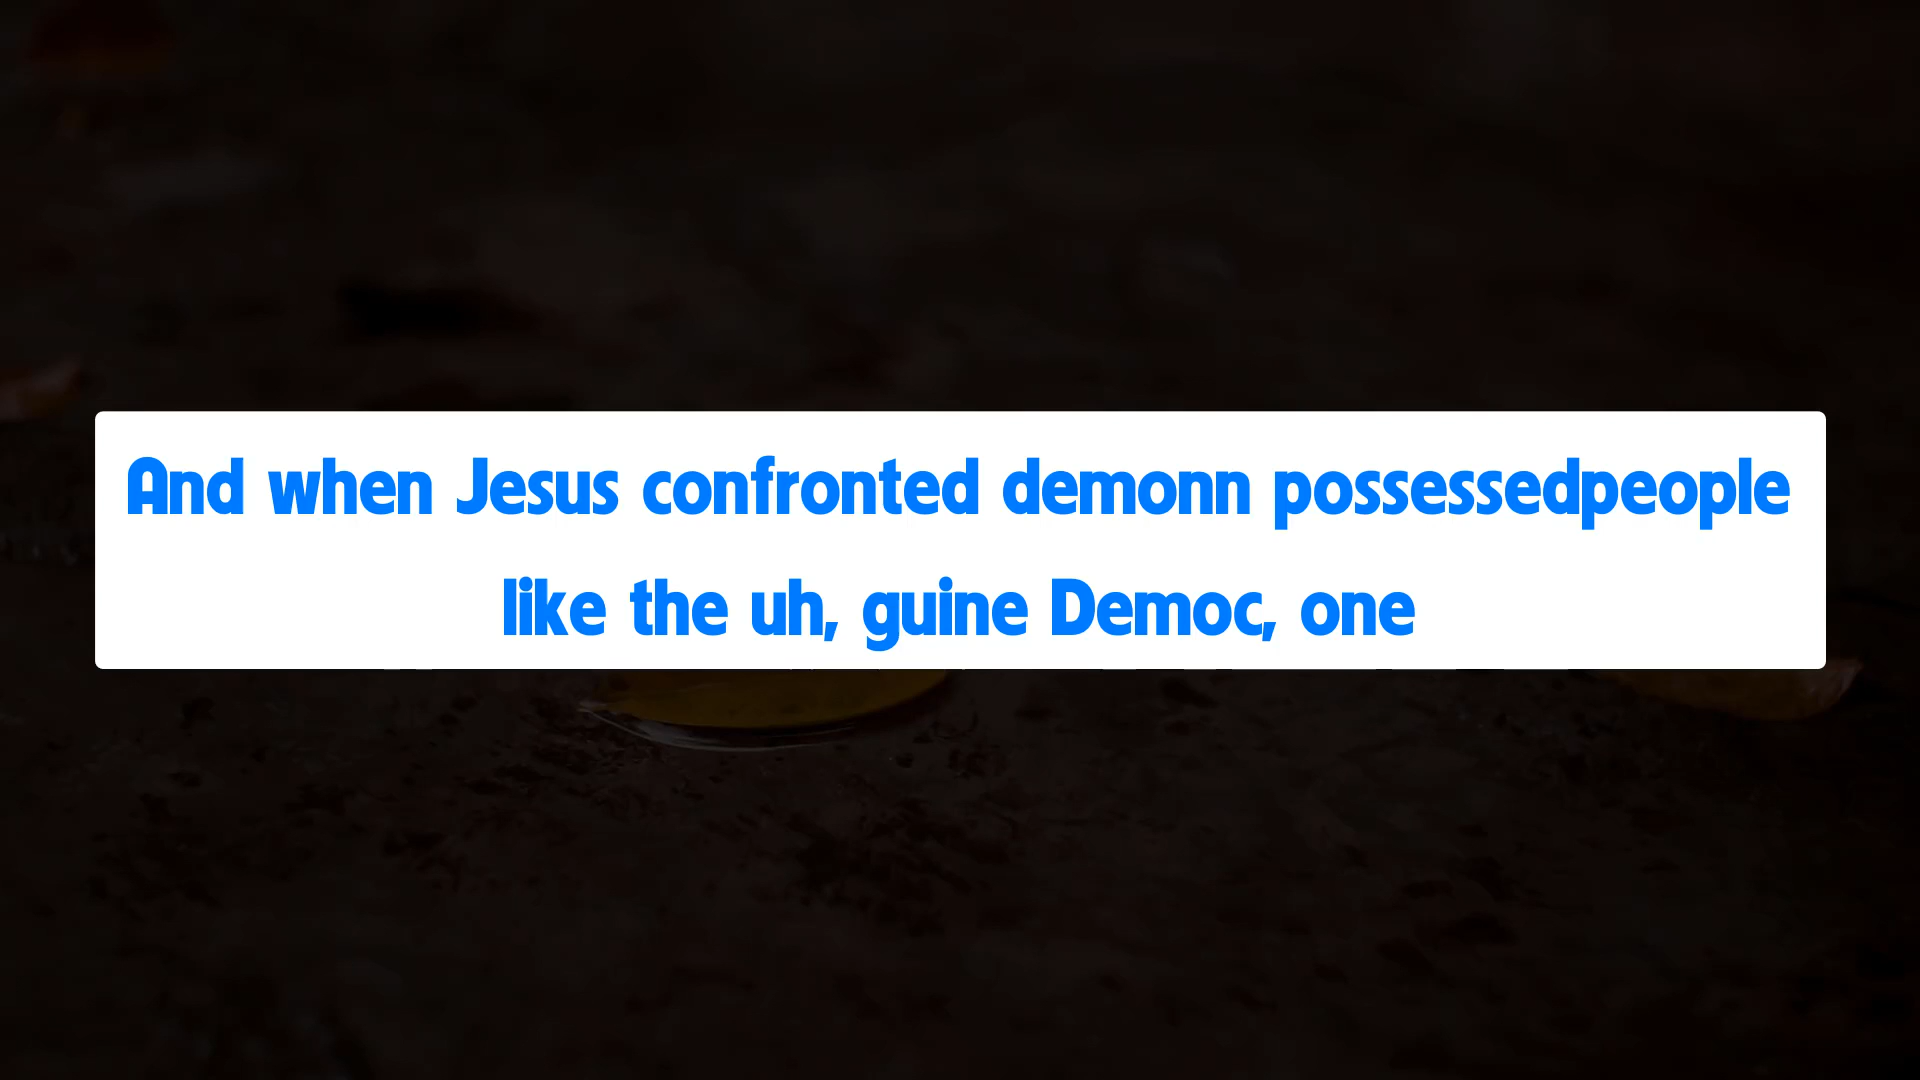 And when Jesus confronted demonn possessedpeople
like the uh, guine Democ, one